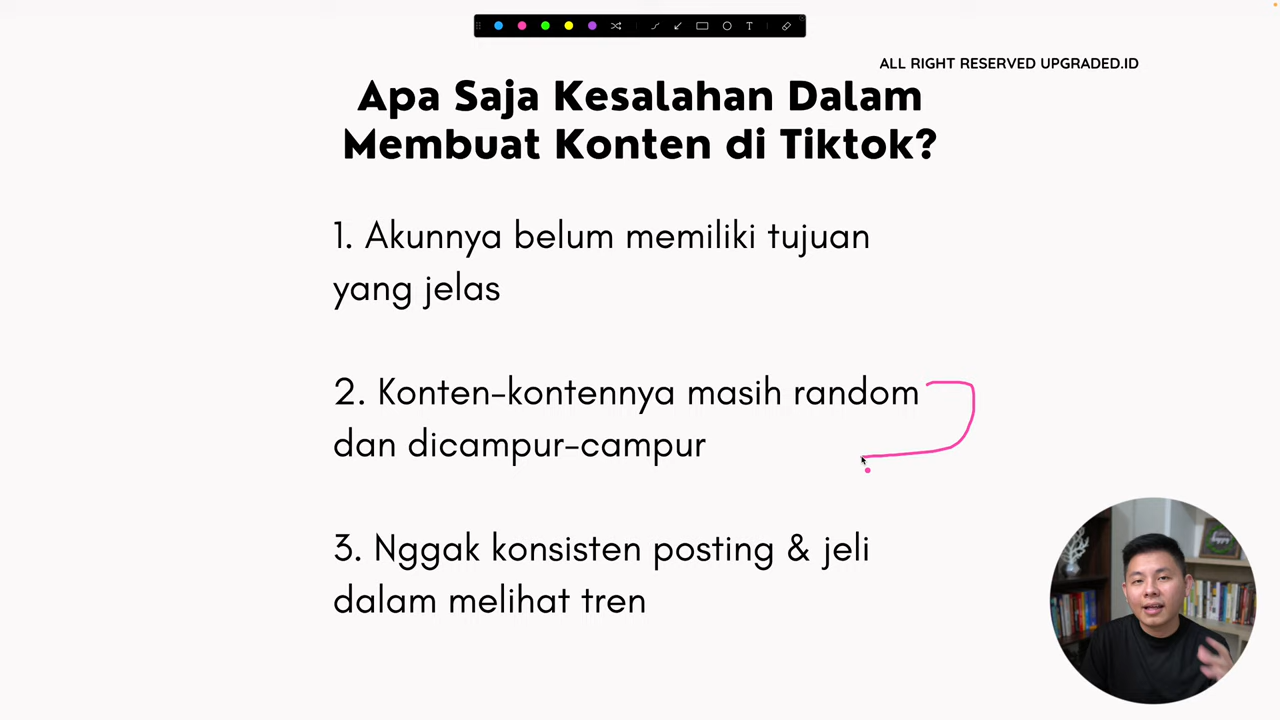 T
ALL RIGHT RESERVED UPGRADED.ID
Apa Saja Kesalahan Dalam
Membuat Konten di Tiktok?
1. Akunnya belum memiliki tujuan
yang jelas
2. Konten-kontennya masih random
dan dicampur-campur
3. Nggak konsisten posting & jeli
dalam melihat tren